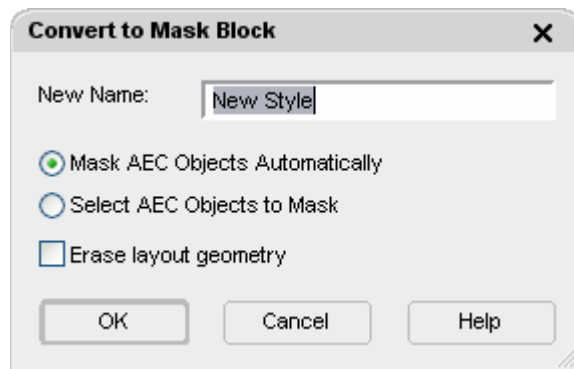 Convert to Mask Block
New Name: New Style
Mask AEC Objects Automatically
Select AEC Objects to Mask
Erase layout geometry
OK Cancel Help